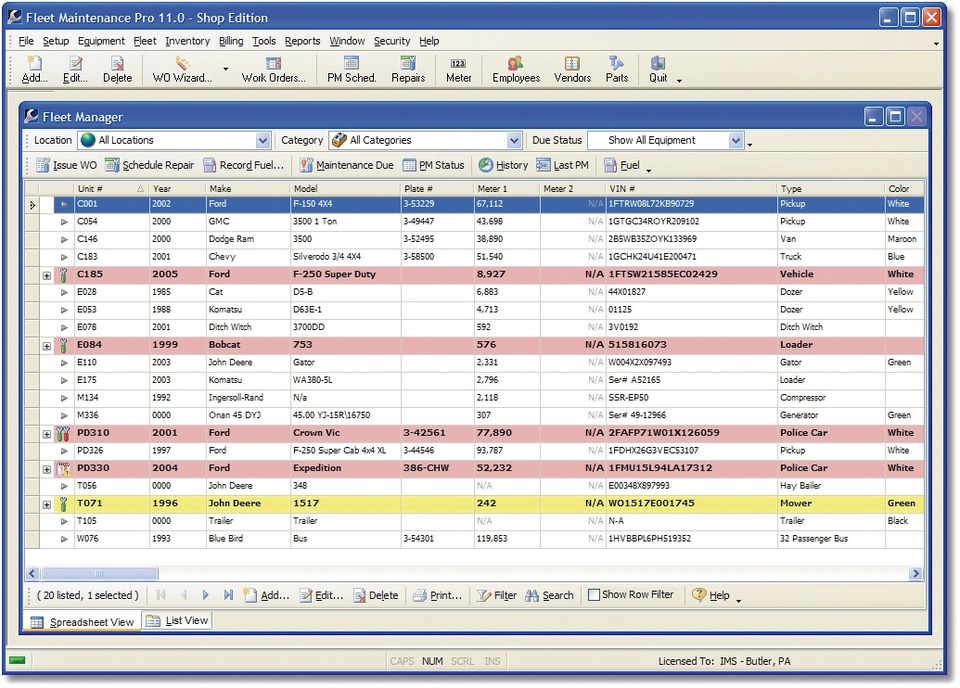 Fleet Maintenance Pro 11.0 - Shop Edition
File Setup Equipment Fleet Inventory Billing Tools Reports Window Security Help
Add... Edit... Delete WO Wizard... Work Orders... PM Sched. Repairs Meter Employees Vendors Parts Quit
Fleet Manager
Location All Locations Category All Categories Due Status Show All Equipment
Issue WO Schedule Repair Record Fuel... Maintenance Due PM Status History Last PM Fuel
Unit # Year Make Model Plate # Meter 1 Meter 2 VIN # Type Color
C001 2002 Ford F-150 4X4 3-53229 67,112 N/A 1FTRW08L72KB90729 Pickup White
C054 2000 GMC 3500 1 Ton 3-49447 43,698 N/A 1GTGC34ROYR209102 Pickup White
C146 2000 Dodge Ram 3500 3-52495 38,890 N/A 2B5WB35ZOYK133969 Van Maroon
C183 2001 Chevy Silverodo 3/4 4X4 3-58500 51,540 N/A 1GCHK24U41E200471 Truck Blue
C185 2005 Ford F-250 Super Duty 8,927 N/A 1FTSW21585EC02429 Vehicle White
E028 1985 Cat D5-B 6,883 N/A 44X01827 Dozer Yellow
E053 1988 Komatsu D63E-1 4,713 N/A 01125 Dozer Yellow
E078 2001 Ditch Witch 3700DD 592 N/A 3V0192 Ditch Witch
E084 1999 Bobcat 753 576 N/A 515816073 Loader
E110 2003 John Deere Gator 2,331 N/A W004X2X097493 Gator Green
E175 2003 Komatsu WA380-5L 2,796 N/A Ser# A52165 Loader
M134 1992 Ingersoll-Rand N/a 2,118 N/A SSR-EP50 Compressor
M336 0000 Onan 45 DYJ 45.00 YJ-15R\16750 307 N/A Ser# 49-12966 Generator Green
PD310 2001 Ford Crown Vic 3-42561 77,890 N/A 2FAFP71W01X126059 Police Car White
PD326 1997 Ford F-250 Super Cab 4x4 XL 3-44546 93,787 N/A 1FDHX26G3VEC53107 Pickup White
PD330 2004 Ford Expedition 386-CHW 52,232 N/A 1FMU15L94LA17312 Police Car White
T056 0000 John Deere 348 N/A N/A E00348X897993 Hay Bailer
T071 1996 John Deere 1517 242 N/A WO1517E001745 Mower Green
T105 0000 Trailer Trailer N/A N/A N-A Trailer Black
W076 1993 Blue Bird Bus 3-54301 119,853 N/A 1HVBBPL6PH519352 32 Passenger Bus
( 20 listed, 1 selected ) Add... Edit... Delete Print... Filter Search Show Row Filter Help
Spreadsheet View List View
CAPS NUM SCRL INS Licensed To: IMS - Butler, PA